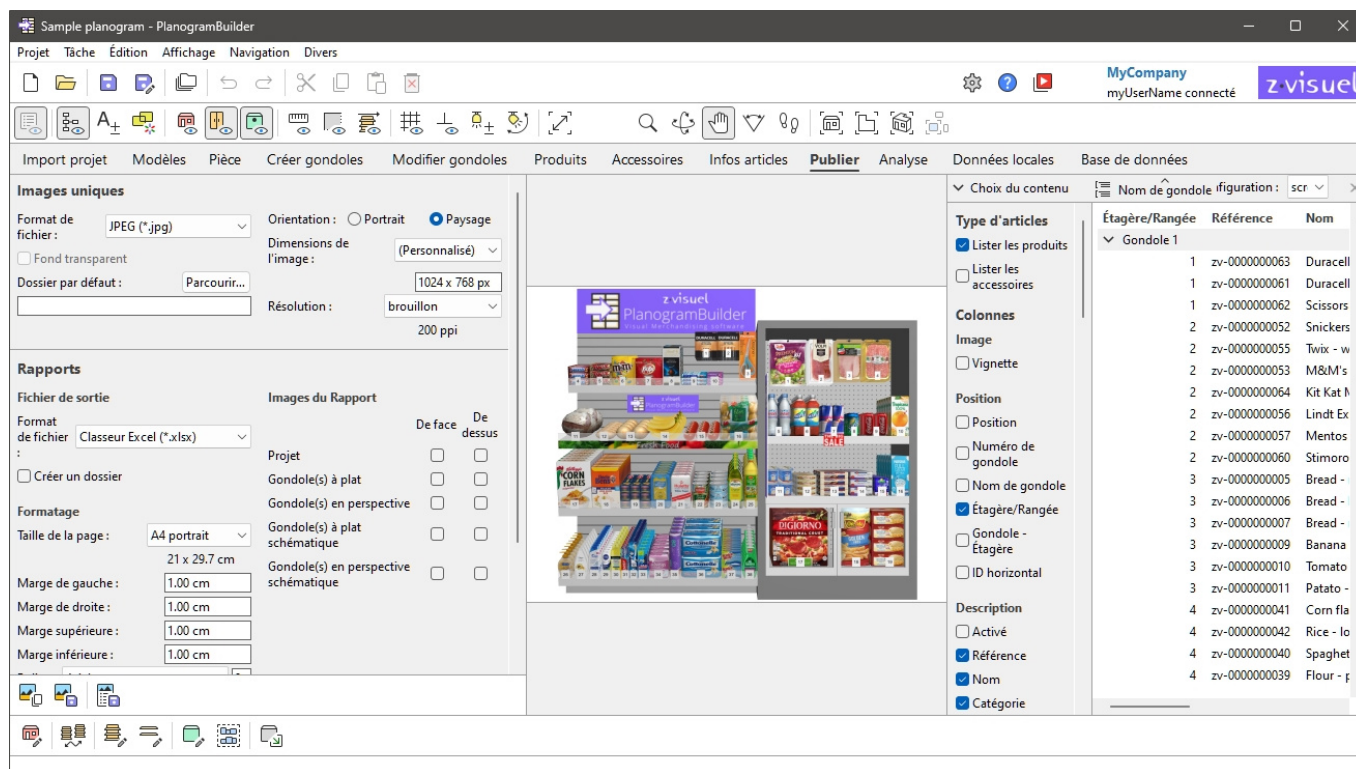 Sample planogram - PlanogramBuilder
Projet Tâche Édition Affichage Navigation Divers
MyCompany
myUserName connecté
z·visuel
Import projet Modèles Pièce Créer gondoles Modifier gondoles Produits Accessoires Infos articles Publier Analyse Données locales Base de données
Images uniques
Format de
fichier :
JPEG (*.jpg)
Fond transparent
Dossier par défaut :
Parcourir...
Orientation : Portrait Paysage
Dimensions de
l'image :
(Personnalisé)
1024 x 768 px
Résolution :
brouillon
200 ppi
Rapports
Fichier de sortie
Format
de fichier
:
Classeur Excel (*.xlsx)
Créer un dossier
Formatage
Taille de la page :
A4 portrait
21 x 29.7 cm
Marge de gauche :
1.00 cm
Marge de droite :
1.00 cm
Marge supérieure :
1.00 cm
Marge inférieure :
1.00 cm
Images du Rapport
De face
De
dessus
Projet
Gondole(s) à plat
Gondole(s) en perspective
Gondole(s) à plat
schématique
Gondole(s) en perspective
schématique
z·visuel
PlanogramBuilder
Visual Merchandising software
z·visuel
PlanogramBuilder
Fresh Food
SALE
Kellogg's
CORN
FLAKES
DIGIORNO
TRADITIONAL CRUST
Cottonelle
Choix du contenu
Type d'articles
Lister les produits
Lister les
accessoires
Colonnes
Image
Vignette
Position
Position
Numéro de
gondole
Nom de gondole
Étagère/Rangée
Gondole -
Étagère
ID horizontal
Description
Activé
Référence
Nom
Catégorie
Nom de gondole
ifiguration : scr
Étagère/Rangée Référence Nom
Gondole 1
1 zv-0000000063 Duracell
1 zv-0000000061 Duracell
1 zv-0000000062 Scissors
2 zv-0000000052 Snickers
2 zv-0000000055 Twix - w
2 zv-0000000053 M&M's
2 zv-0000000064 Kit Kat M
2 zv-0000000056 Lindt Ex
2 zv-0000000057 Mentos
2 zv-0000000060 Stimoro
3 zv-0000000005 Bread -
3 zv-0000000006 Bread -
3 zv-0000000007 Bread -
3 zv-0000000009 Banana
3 zv-0000000010 Tomato
3 zv-0000000011 Patato -
4 zv-0000000041 Corn fla
4 zv-0000000042 Rice - lo
4 zv-0000000040 Spaghet
4 zv-0000000039 Flour - p